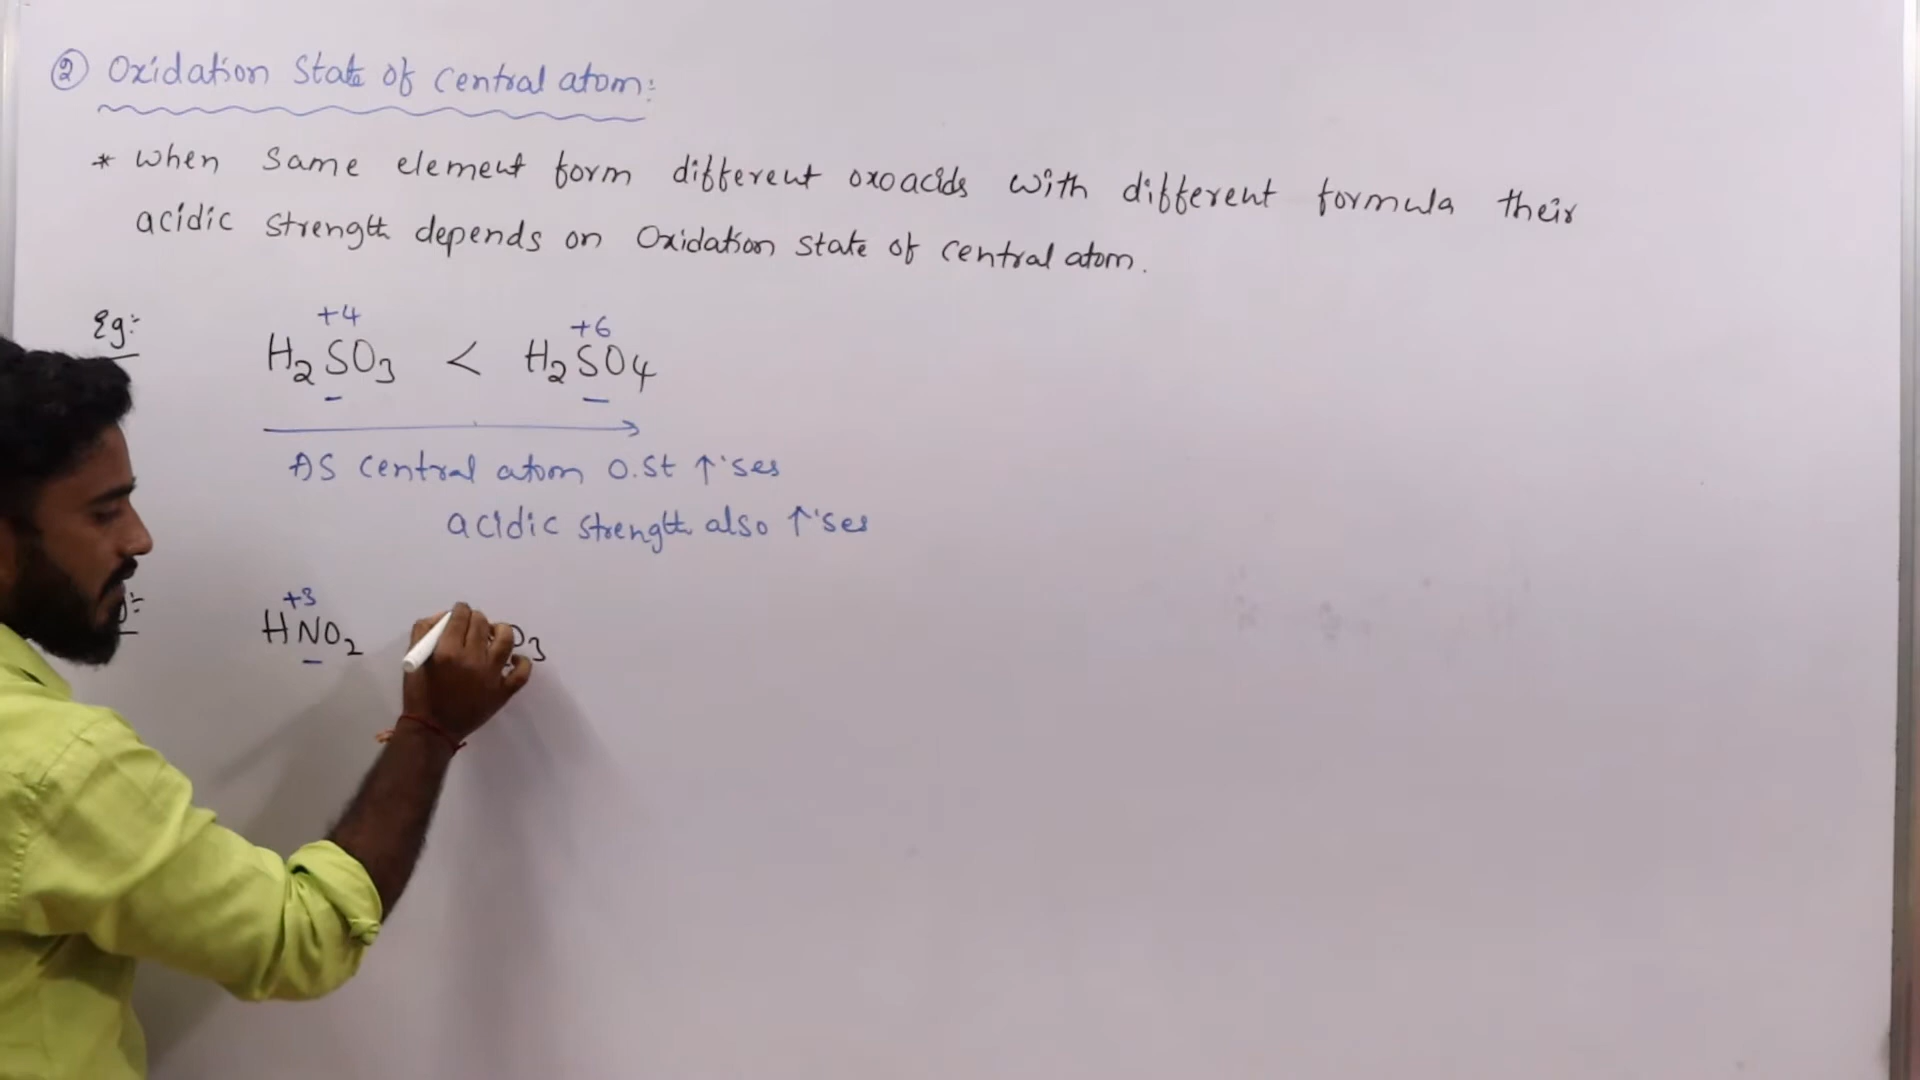 ② Oxidation State of central atom:
* when same element form different oxoacids with different formula their
acidic strength depends on Oxidation state of central atom.
Eg:-
+4 +6
H₂SO₃ < H₂SO₄
AS central atom O.St ↑'ses
acidic strength also ↑'ses
+3
HNO₂ O₃